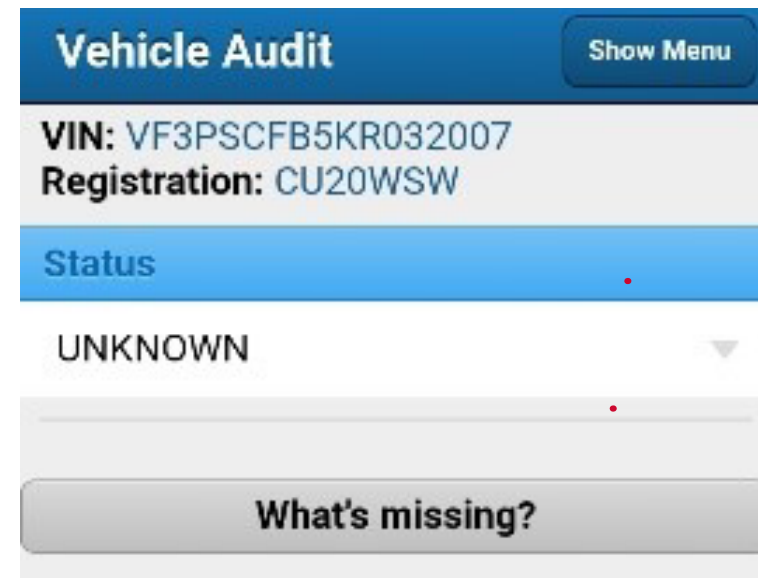 Vehicle Audit
Show Menu
VIN: VF3PSCFB5KR032007
Registration: CU20WSW
Status
UNKNOWN
What's missing?